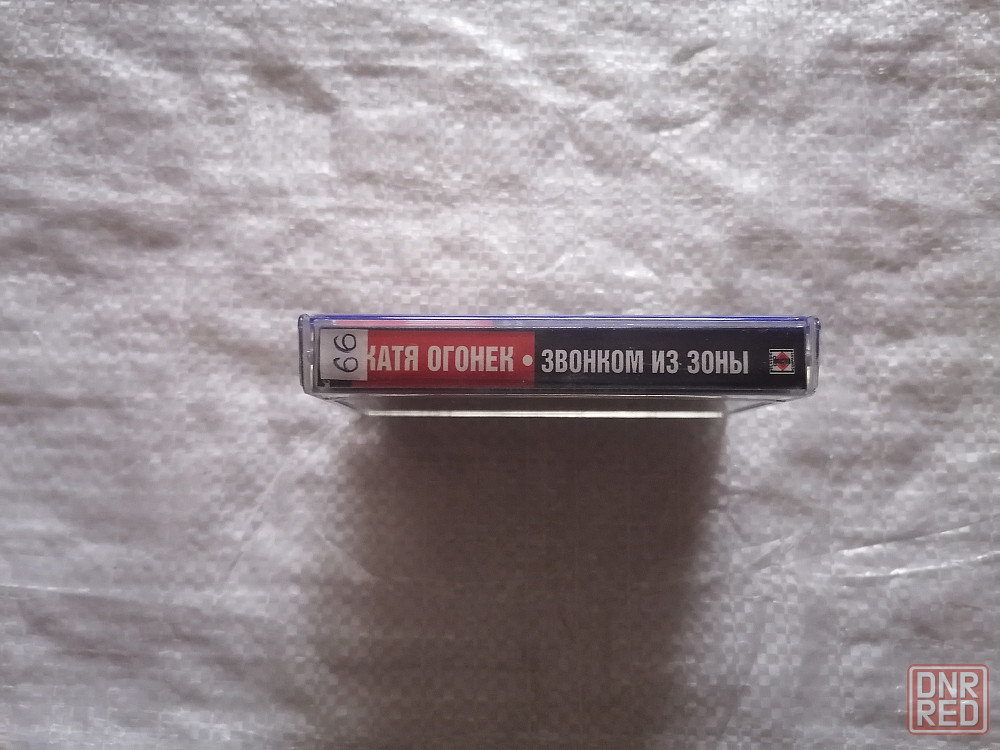 66
КАТЯ ОГОНЕК • ЗВОНКОМ ИЗ ЗОНЫ
DNR
RED